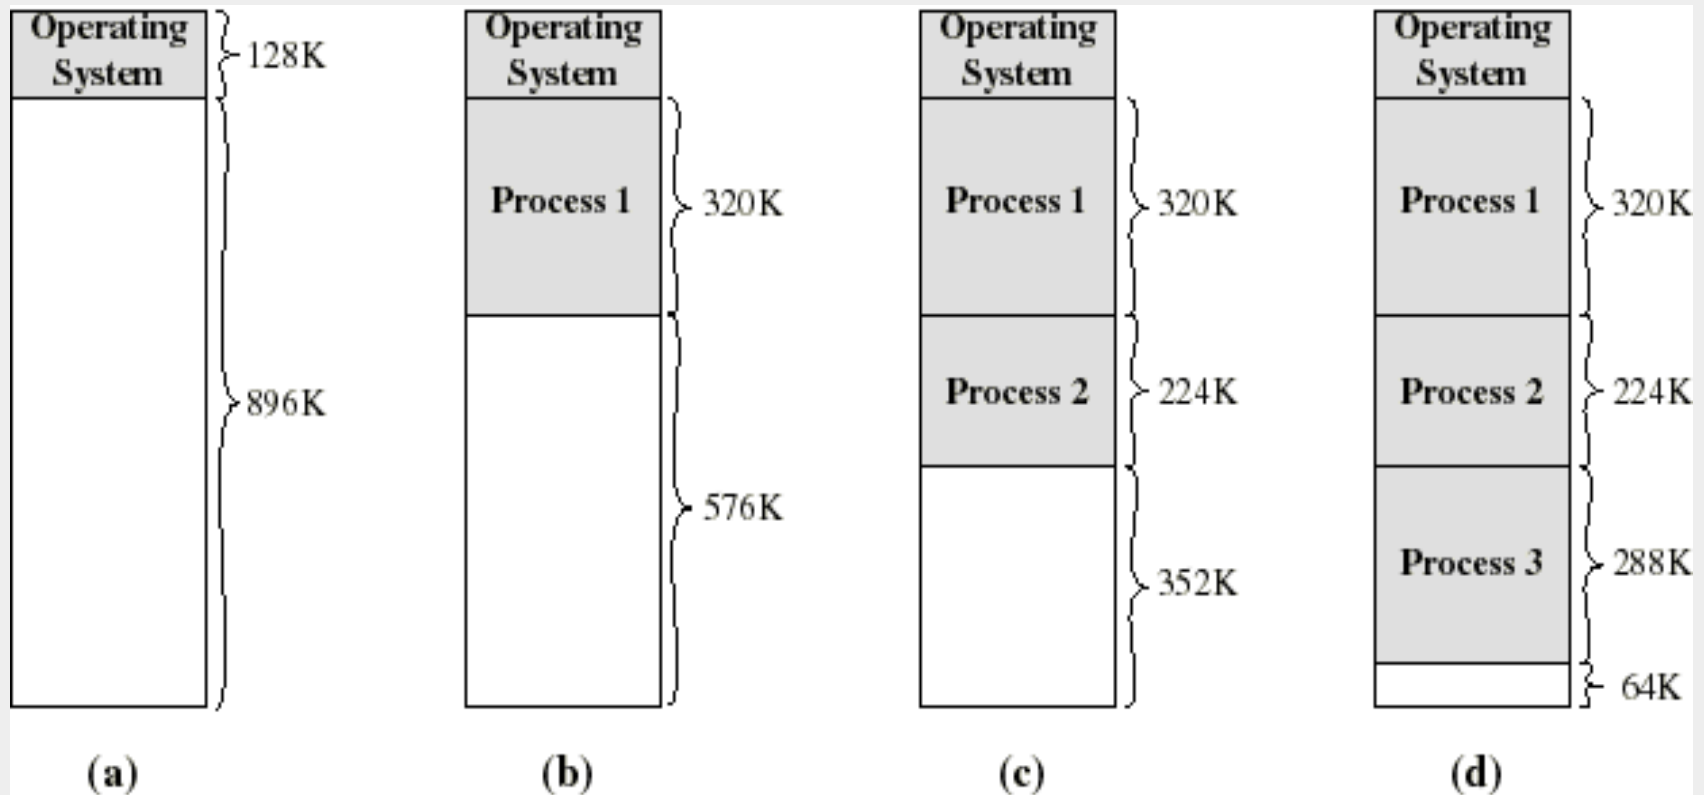 Operating
System
128K
896K
(a)
Operating
System
Process 1
320K
576K
(b)
Operating
System
Process 1
320K
Process 2
224K
352K
(c)
Operating
System
Process 1
320K
Process 2
224K
Process 3
288K
64K
(d)